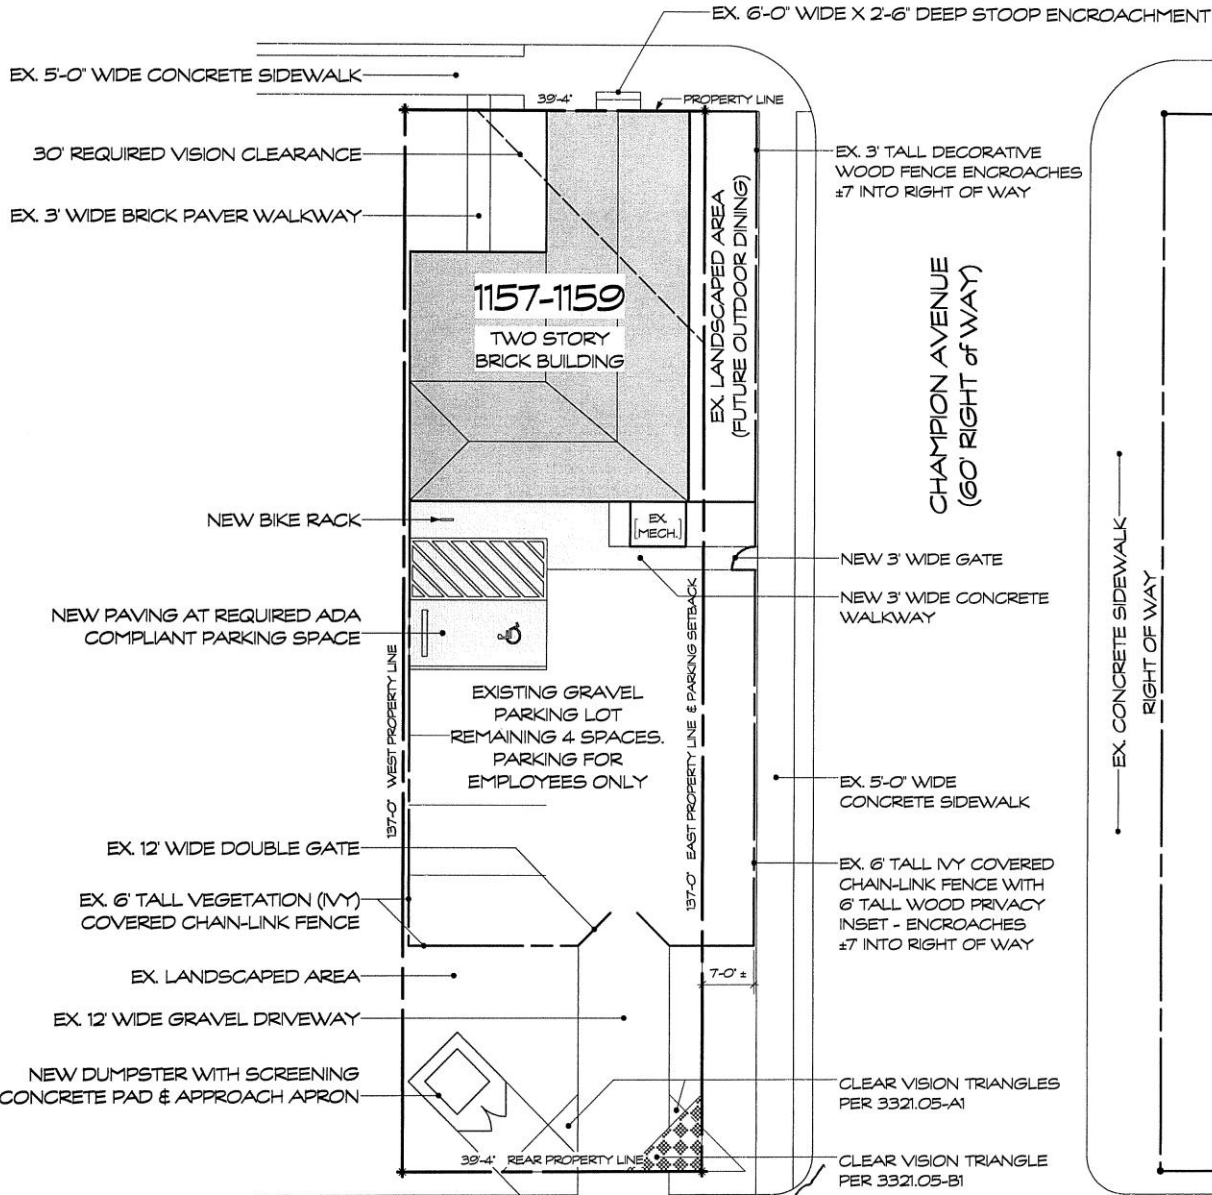 EX. 6'-0" WIDE X 2'-6" DEEP STOOP ENCROACHMENT
EX. 5'-0" WIDE CONCRETE SIDEWALK
39'-4"
PROPERTY LINE
30' REQUIRED VISION CLEARANCE
EX. 3' TALL DECORATIVE
WOOD FENCE ENCROACHES
±7 INTO RIGHT OF WAY
EX. 3' WIDE BRICK PAVER WALKWAY
1157-1159
TWO STORY
BRICK BUILDING
EX. LANDSCAPED AREA
(FUTURE OUTDOOR DINING)
CHAMPION AVENUE
(60' RIGHT of WAY)
NEW BIKE RACK
EX.
[MECH.]
NEW 3' WIDE GATE
NEW 3' WIDE CONCRETE
WALKWAY
EX. CONCRETE SIDEWALK
RIGHT OF WAY
NEW PAVING AT REQUIRED ADA
COMPLIANT PARKING SPACE
137'-0" WEST PROPERTY LINE
EXISTING GRAVEL
PARKING LOT
REMAINING 4 SPACES.
PARKING FOR
EMPLOYEES ONLY
137'-0" EAST PROPERTY LINE & PARKING SETBACK
EX. 5'-0" WIDE
CONCRETE SIDEWALK
EX. 12' WIDE DOUBLE GATE
EX. 6' TALL VEGETATION (IVY)
COVERED CHAIN-LINK FENCE
EX. 6' TALL IVY COVERED
CHAIN-LINK FENCE WITH
6' TALL WOOD PRIVACY
INSET - ENCROACHES
±7 INTO RIGHT OF WAY
EX. LANDSCAPED AREA
7'-0" ±
EX. 12' WIDE GRAVEL DRIVEWAY
NEW DUMPSTER WITH SCREENING
CONCRETE PAD & APPROACH APRON
CLEAR VISION TRIANGLES
PER 3321.05-A1
39'-4" REAR PROPERTY LINE
CLEAR VISION TRIANGLE
PER 3321.05-B1